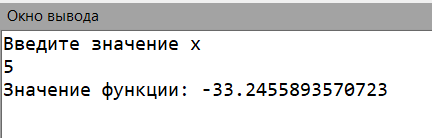 Окно вывода
Введите значение x
5
Значение функции: -33.2455893570723